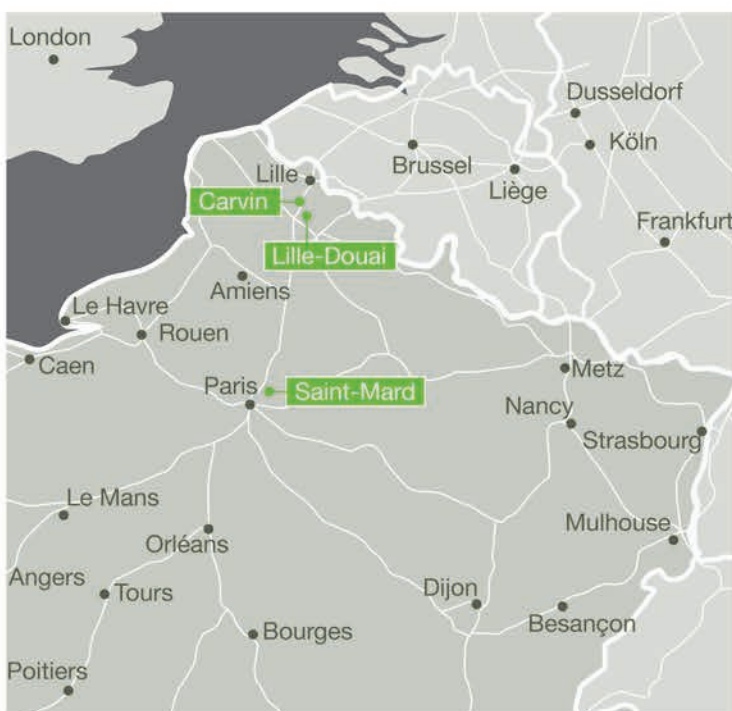 London
Dusseldorf
Köln
Brussel
Lille
Liège
Carvin
Frankfurt
Lille-Douai
Amiens
Le Havre
Rouen
Caen
Metz
Paris
Saint-Mard
Nancy
Strasbourg
Le Mans
Orléans
Mulhouse
Angers
Tours
Dijon
Besançon
Bourges
Poitiers